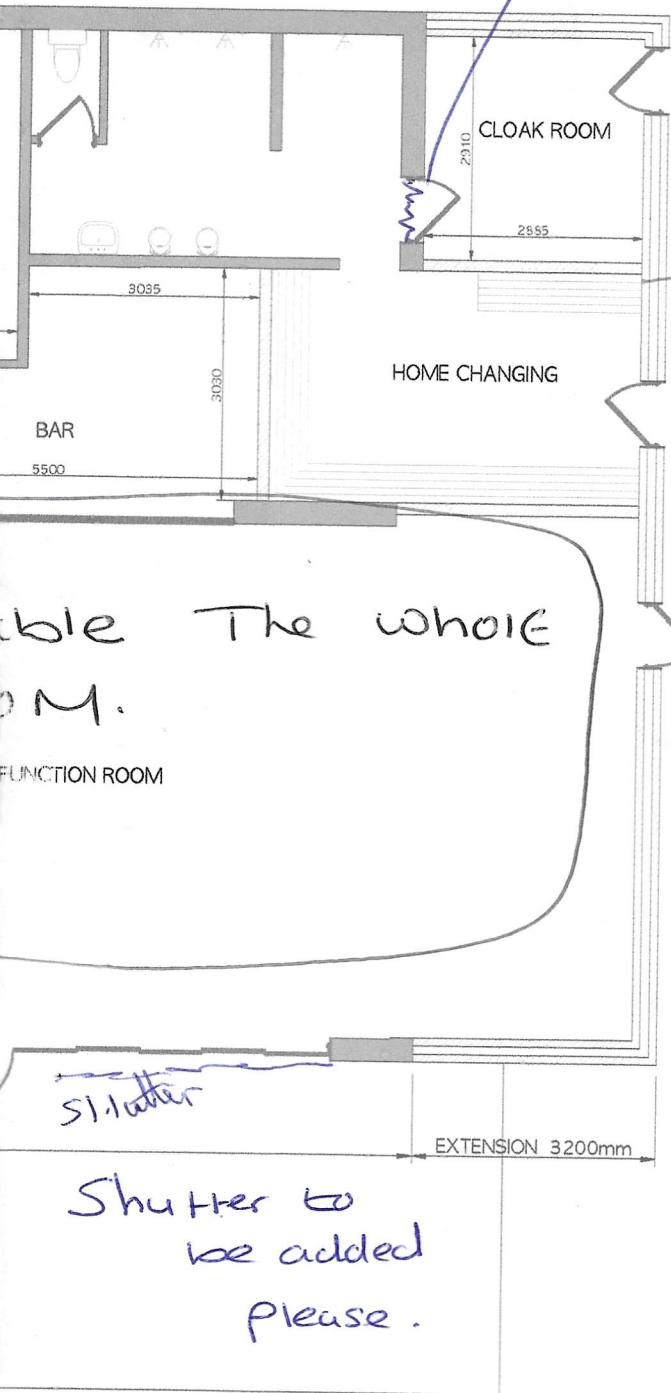 CLOAK ROOM
2910
2885
3035
3030
HOME CHANGING
BAR
5500
ble The whole
OM.
FUNCTION ROOM
Shutter
EXTENSION 3200mm
Shutter to
be added
please.